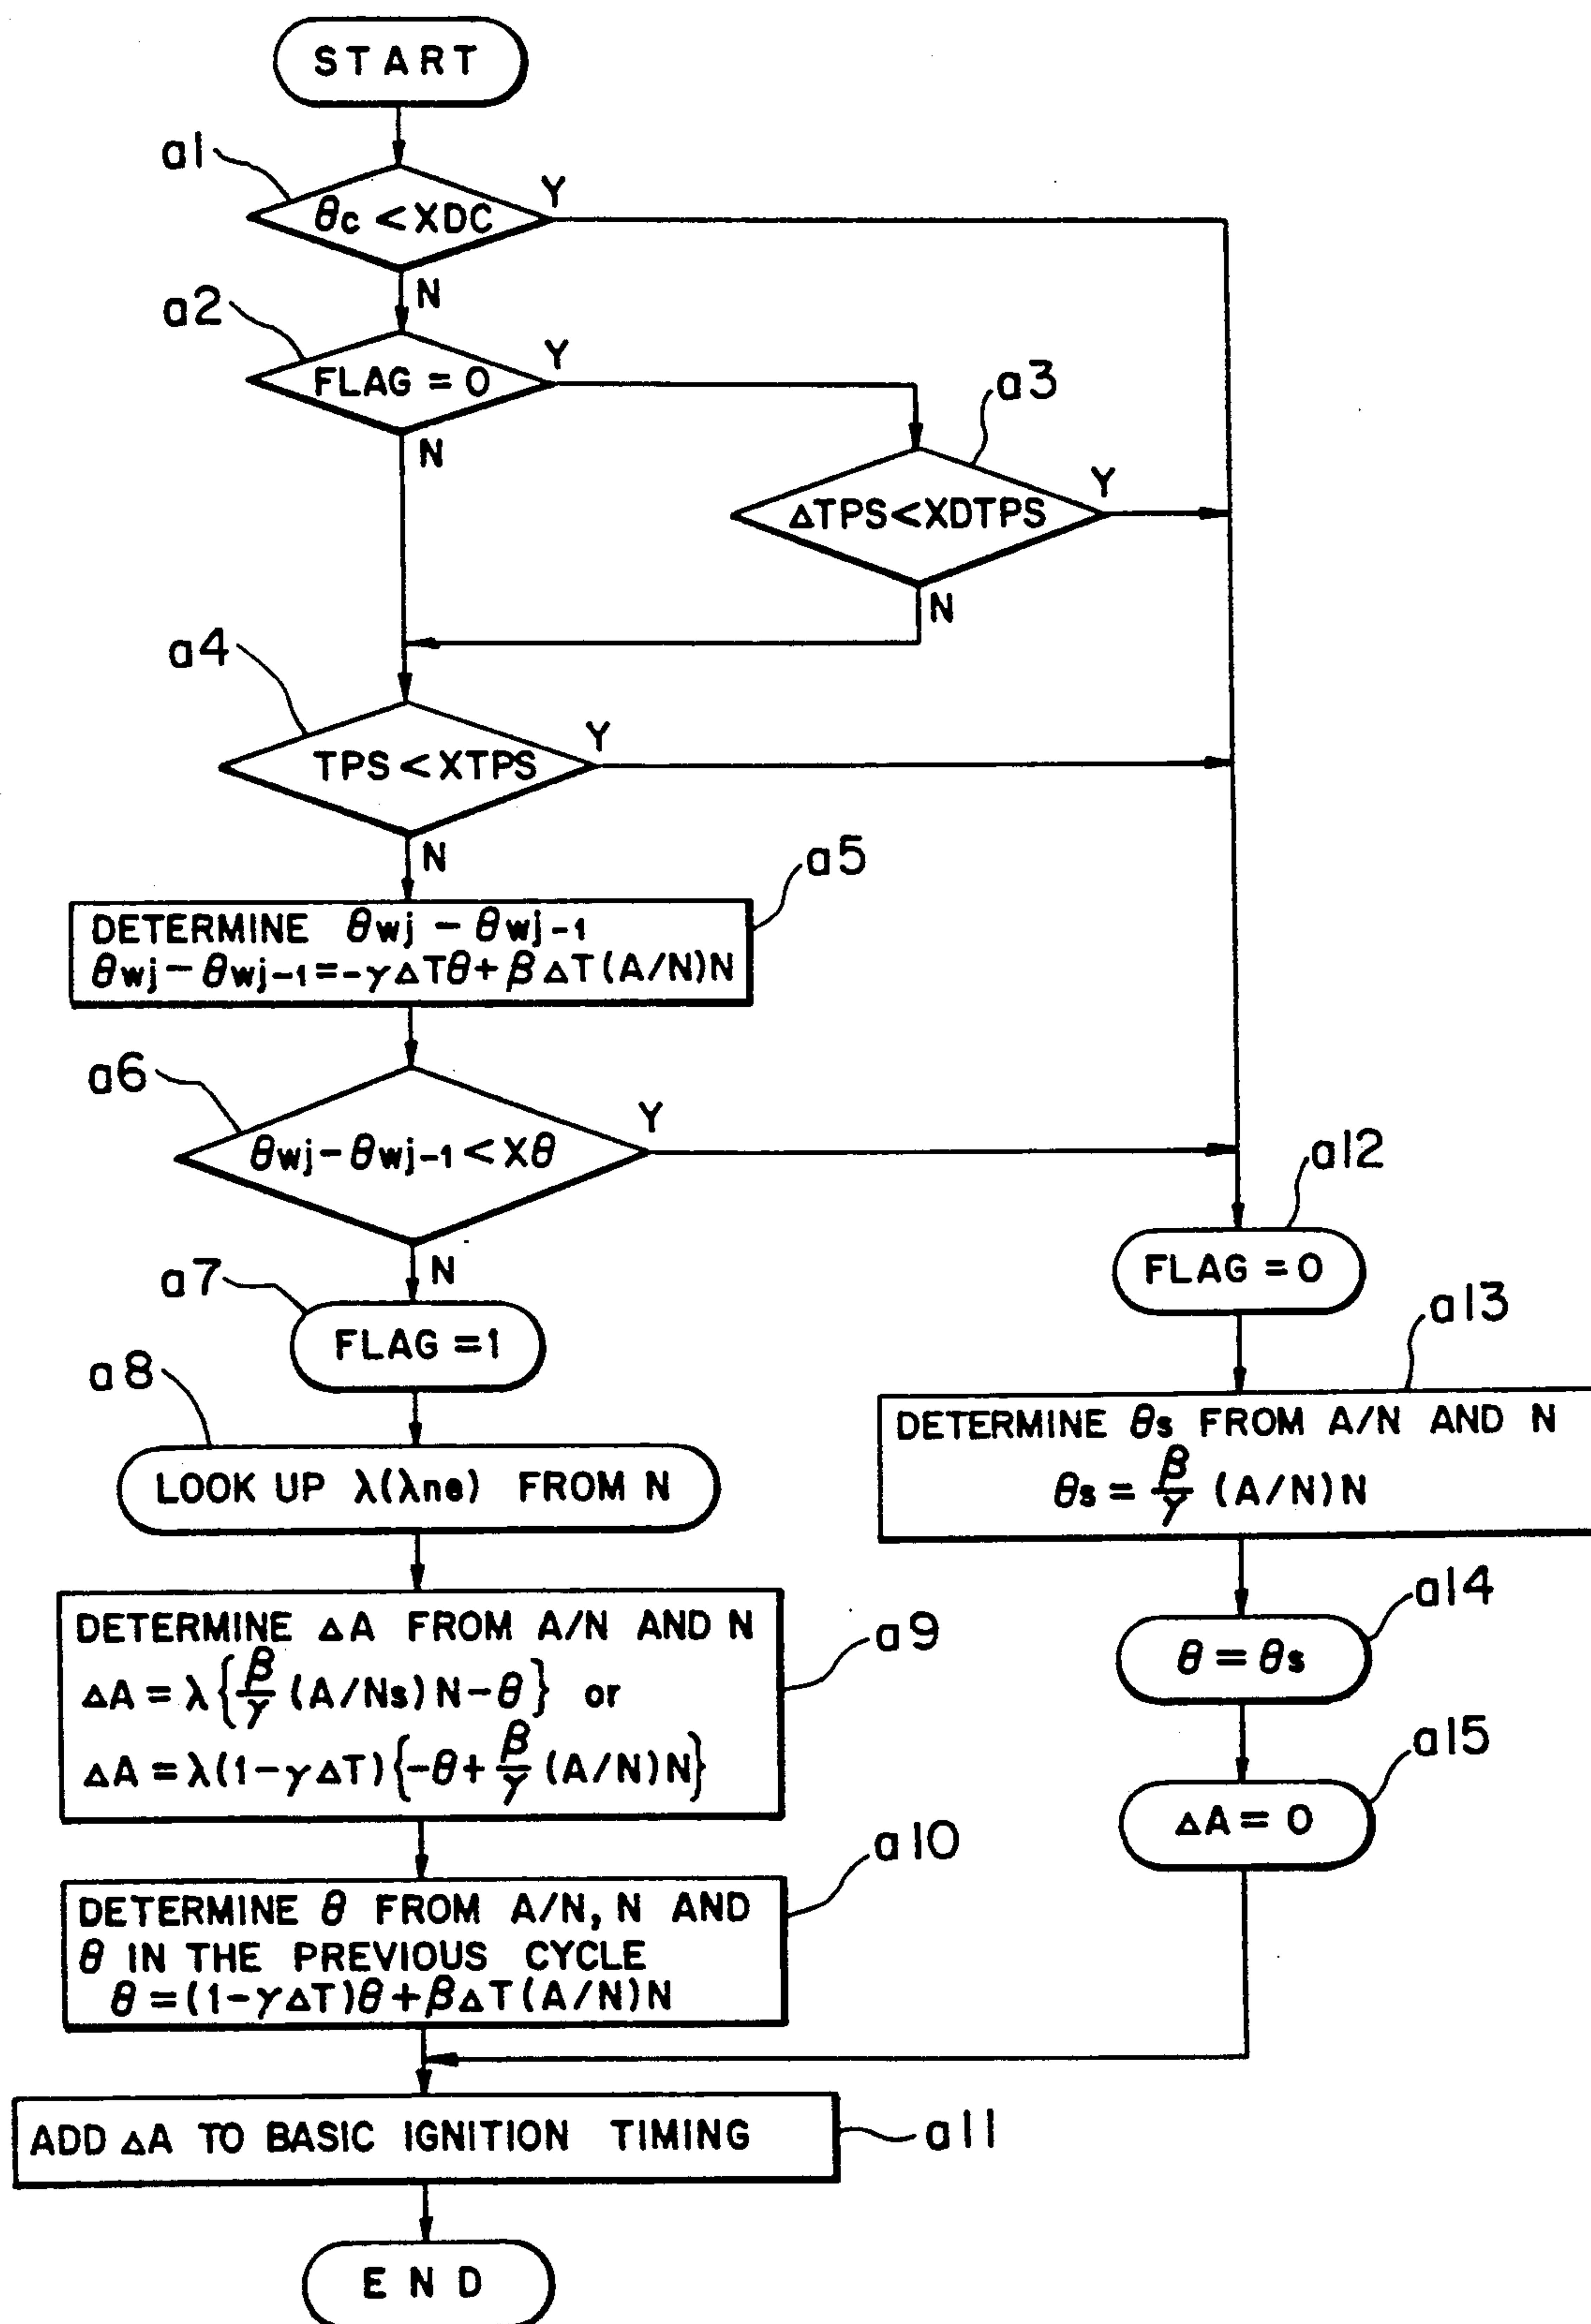 START
a1
θc < XDC
Y
N
a2
FLAG = 0
Y
N
a3
ΔTPS<XDTPS
Y
N
a4
TPS < XTPS
Y
N
a5
DETERMINE θwj - θwj-1
θwj - θwj-1 = -γΔTθ + βΔT(A/N)N
a6
θwj - θwj-1 < Xθ
Y
N
a7
FLAG = 1
a8
LOOK UP λ(λne) FROM N
a9
DETERMINE ΔA FROM A/N AND N
ΔA = λ{β/γ (A/Ns) N - θ} or
ΔA = λ(1-γΔT){-θ + β/γ (A/N) N}
a10
DETERMINE θ FROM A/N, N AND
θ IN THE PREVIOUS CYCLE
θ = (1-γΔT)θ + βΔT(A/N)N
a12
FLAG = 0
a13
DETERMINE θs FROM A/N AND N
θs = β/γ (A/N) N
a14
θ = θs
a15
ΔA = 0
a11
ADD ΔA TO BASIC IGNITION TIMING
END